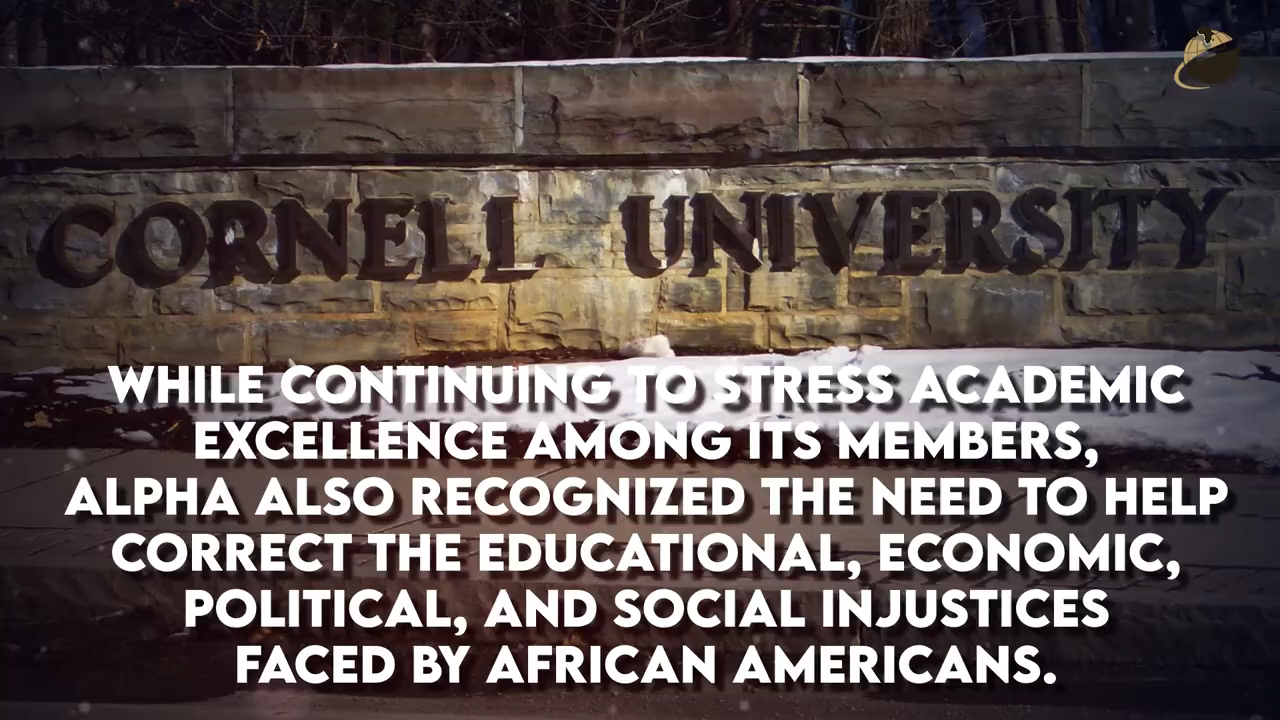 CORNELL UNIVERSITY
WHILE CONTINUING TO STRESS ACADEMIC
EXCELLENCE AMONG ITS MEMBERS,
ALPHA ALSO RECOGNIZED THE NEED TO HELP
CORRECT THE EDUCATIONAL, ECONOMIC,
POLITICAL, AND SOCIAL INJUSTICES
FACED BY AFRICAN AMERICANS.